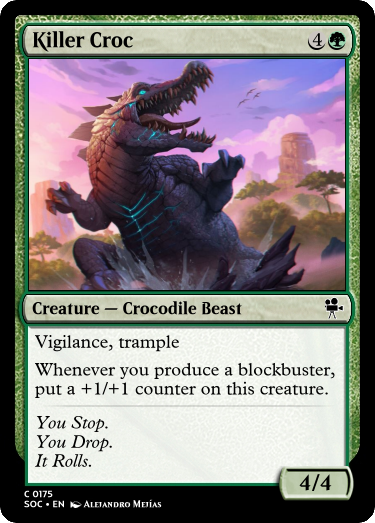 Killer Croc 4
Creature — Crocodile Beast
Vigilance, trample
Whenever you produce a blockbuster,
put a +1/+1 counter on this creature.
You Stop.
You Drop.
It Rolls.
4/4
C 0175
SOC • EN Alejandro Mejías